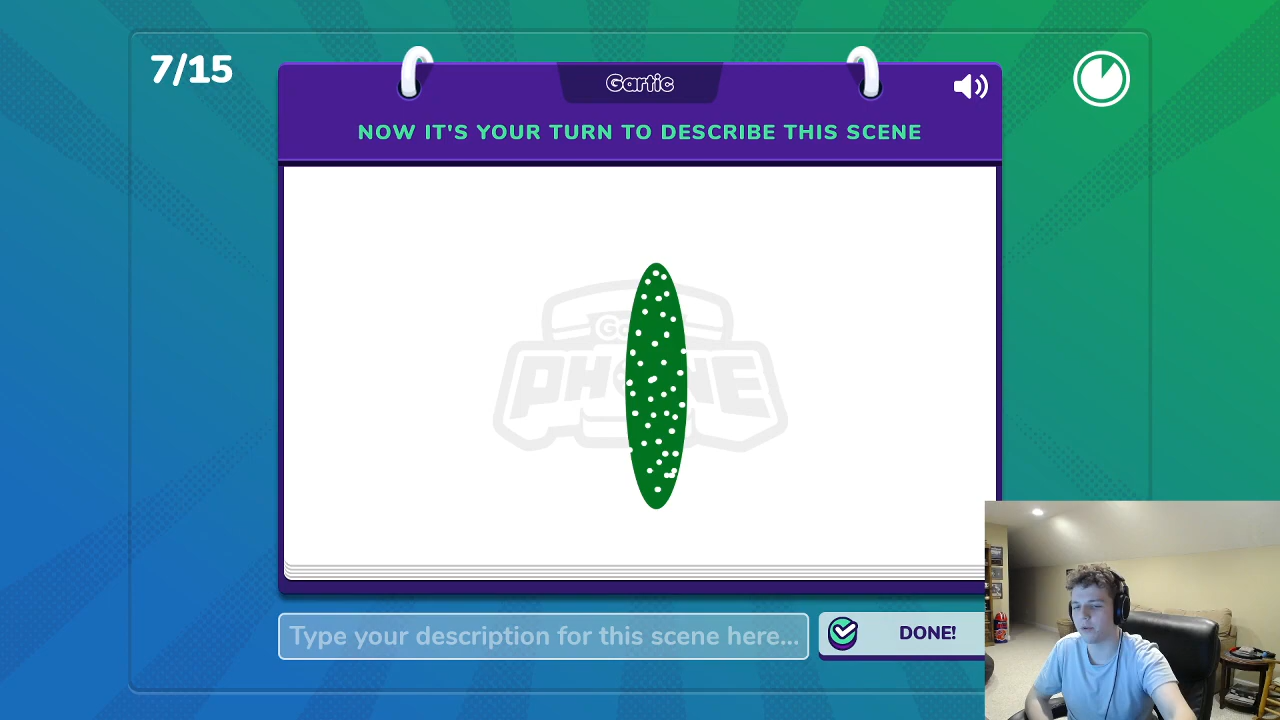 7/15
Gartic
NOW IT'S YOUR TURN TO DESCRIBE THIS SCENE
PHONE
Type your description for this scene here...
DONE!